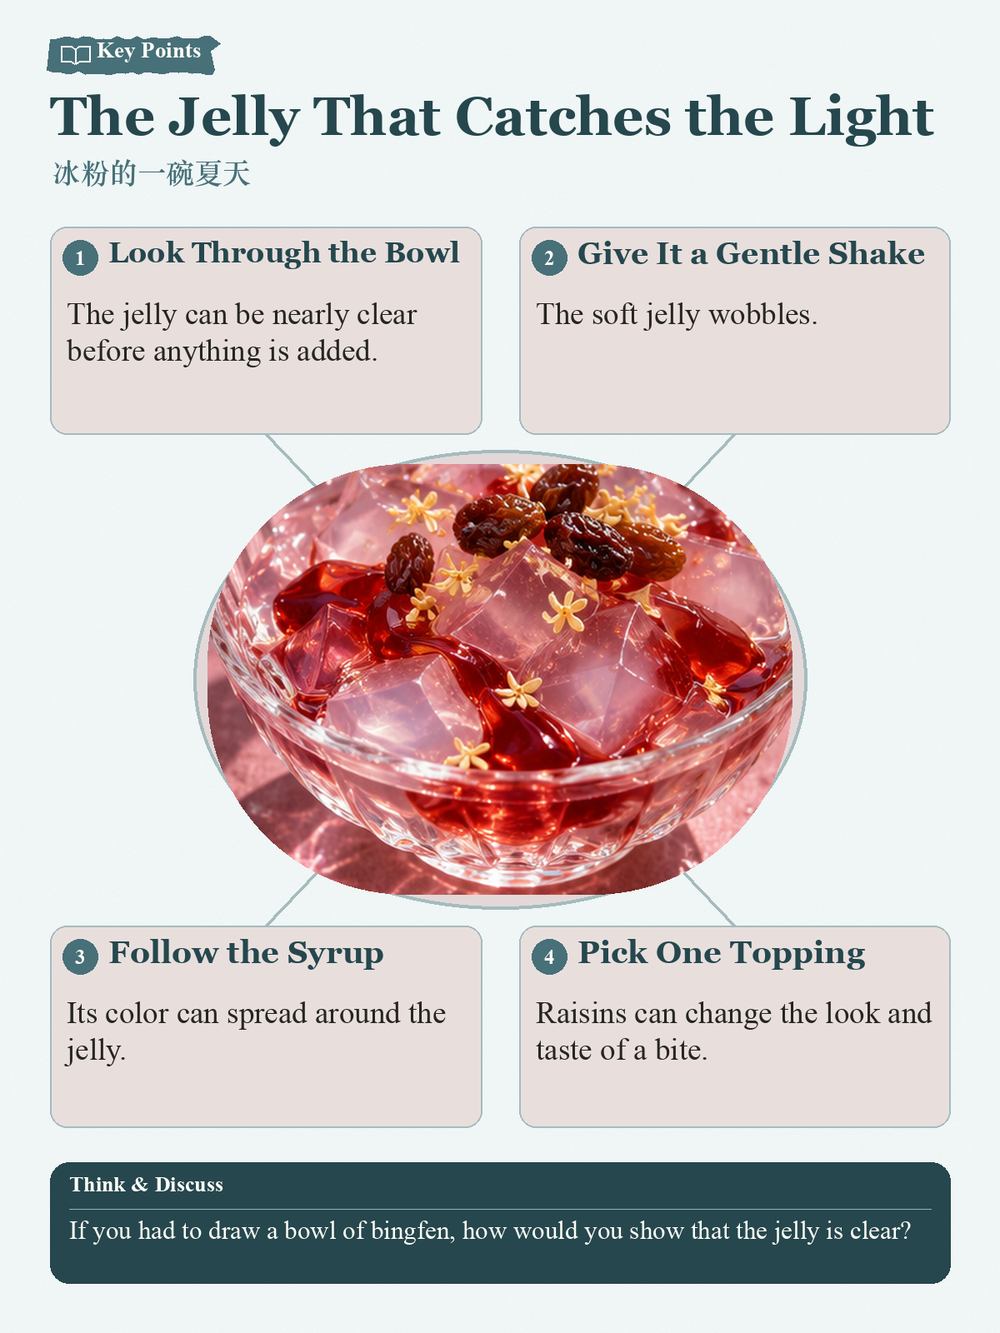 Key Points
The Jelly That Catches the Light
冰粉的一碗夏天
1 Look Through the Bowl
The jelly can be nearly clear
before anything is added.
2 Give It a Gentle Shake
The soft jelly wobbles.
3 Follow the Syrup
Its color can spread around the
jelly.
4 Pick One Topping
Raisins can change the look and
taste of a bite.
Think & Discuss
If you had to draw a bowl of bingfen, how would you show that the jelly is clear?